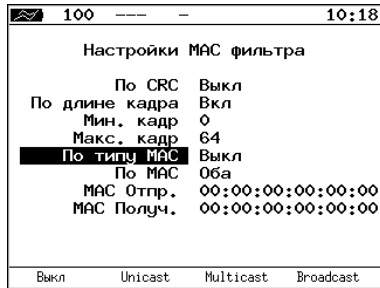 100 --- - 10:18
Настройки MAC фильтра
По CRC Выкл
По длине кадра Вкл
Мин. кадр 0
Макс. кадр 64
По типу MAC Выкл
По MAC Оба
MAC Отпр. 00:00:00:00:00:00
MAC Получ. 00:00:00:00:00:00
Выкл Unicast Multicast Broadcast